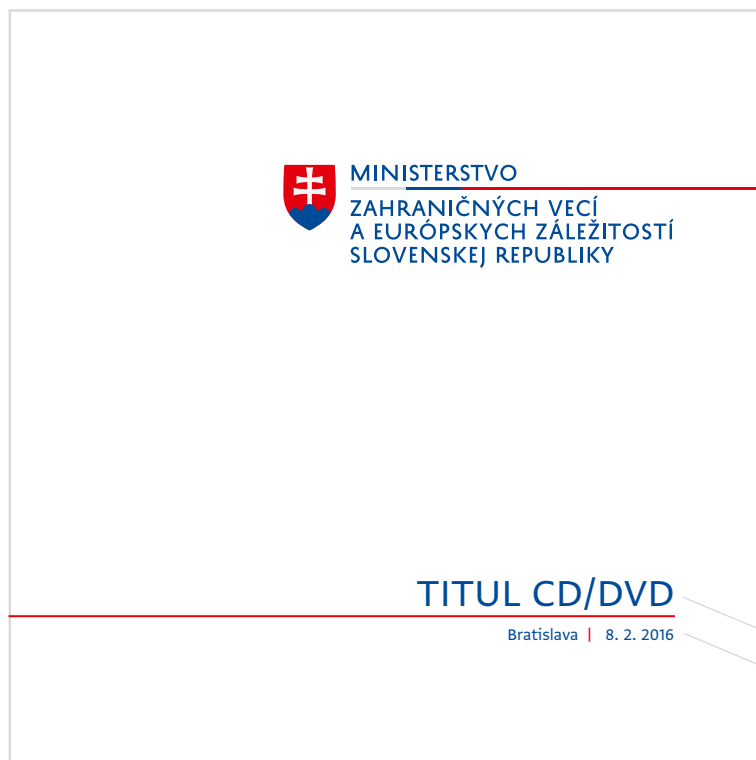 MINISTERSTVO
ZAHRANIČNÝCH VECÍ
A EURÓPSKYCH ZÁLEŽITOSTÍ
SLOVENSKEJ REPUBLIKY
TITUL CD/DVD
Bratislava | 8. 2. 2016